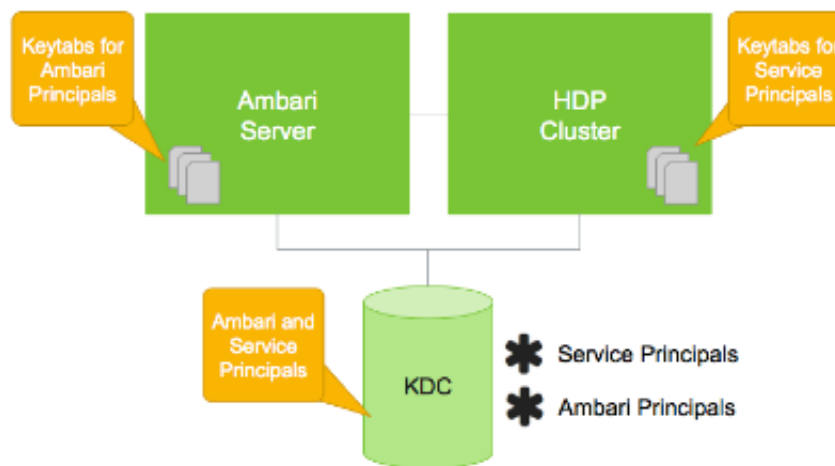 Keytabs for
Ambari
Principals
Ambari
Server
HDP
Cluster
Keytabs for
Service
Principals
Ambari and
Service
Principals
KDC
Service Principals
Ambari Principals